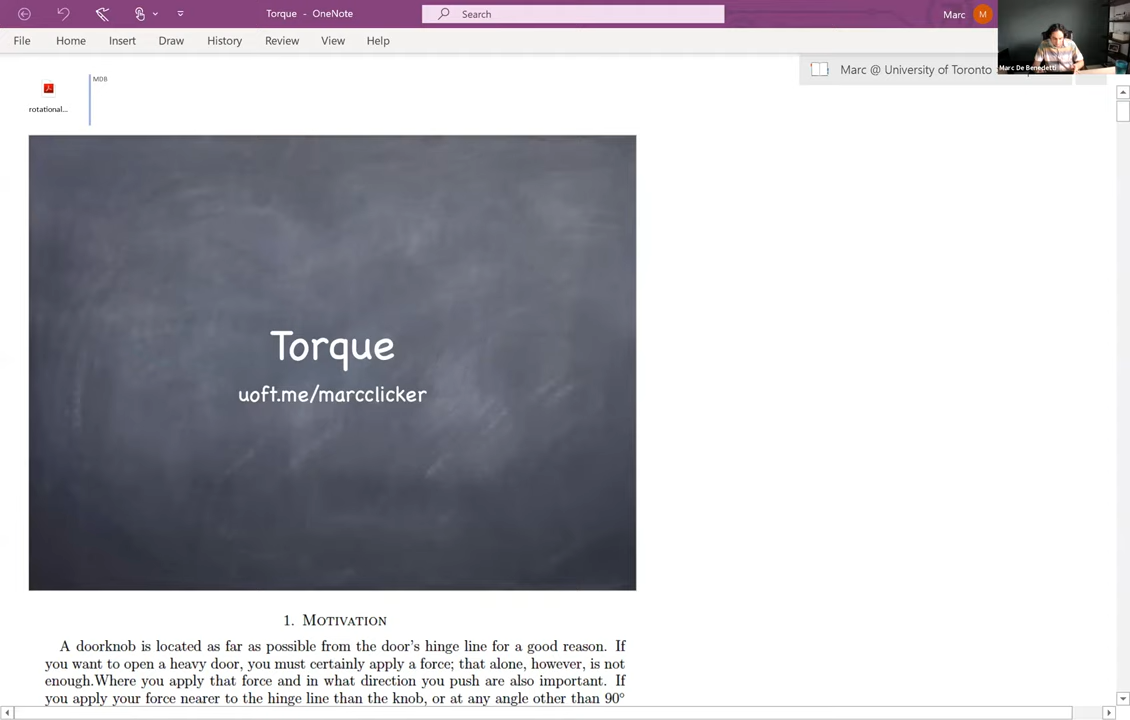 Torque - OneNote
Search
Marc
M
File
Home
Insert
Draw
History
Review
View
Help
Marc De Benedetti
Marc @ University of Toronto
MDB
rotational...
Torque
uoft.me/marcclicker
1. Motivation
A doorknob is located as far as possible from the door's hinge line for a good reason. If
you want to open a heavy door, you must certainly apply a force; that alone, however, is not
enough.Where you apply that force and in what direction you push are also important. If
you apply your force nearer to the hinge line than the knob, or at any angle other than 90°